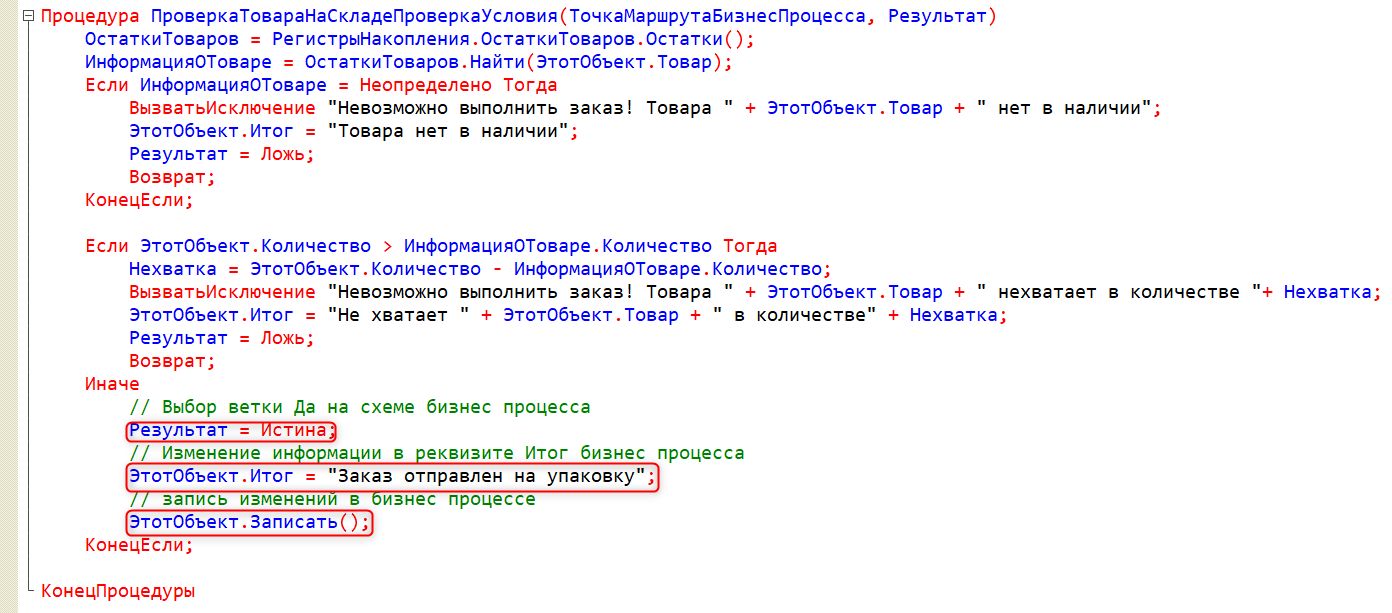 Процедура ПроверкаТовараНаСкладеПроверкаУсловия(ТочкаМаршрутаБизнесПроцесса, Результат)
ОстаткиТоваров = РегистрыНакопления.ОстаткиТоваров.Остатки();
ИнформацияОТоваре = ОстаткиТоваров.Найти(ЭтотОбъект.Товар);
Если ИнформацияОТоваре = Неопределено Тогда
ВызватьИсключение "Невозможно выполнить заказ! Товара " + ЭтотОбъект.Товар + " нет в наличии";
ЭтотОбъект.Итог = "Товара нет в наличии";
Результат = Ложь;
Возврат;
КонецЕсли;
Если ЭтотОбъект.Количество > ИнформацияОТоваре.Количество Тогда
Нехватка = ЭтотОбъект.Количество - ИнформацияОТоваре.Количество;
ВызватьИсключение "Невозможно выполнить заказ! Товара " + ЭтотОбъект.Товар + " нехватает в количестве "+ Нехватка;
ЭтотОбъект.Итог = "Не хватает " + ЭтотОбъект.Товар + " в количестве" + Нехватка;
Результат = Ложь;
Возврат;
Иначе
// Выбор ветки Да на схеме бизнес процесса
Результат = Истина;
// Изменение информации в реквизите Итог бизнес процесса
ЭтотОбъект.Итог = "Заказ отправлен на упаковку";
// запись изменений в бизнес процессе
ЭтотОбъект.Записать();
КонецЕсли;
КонецПроцедуры